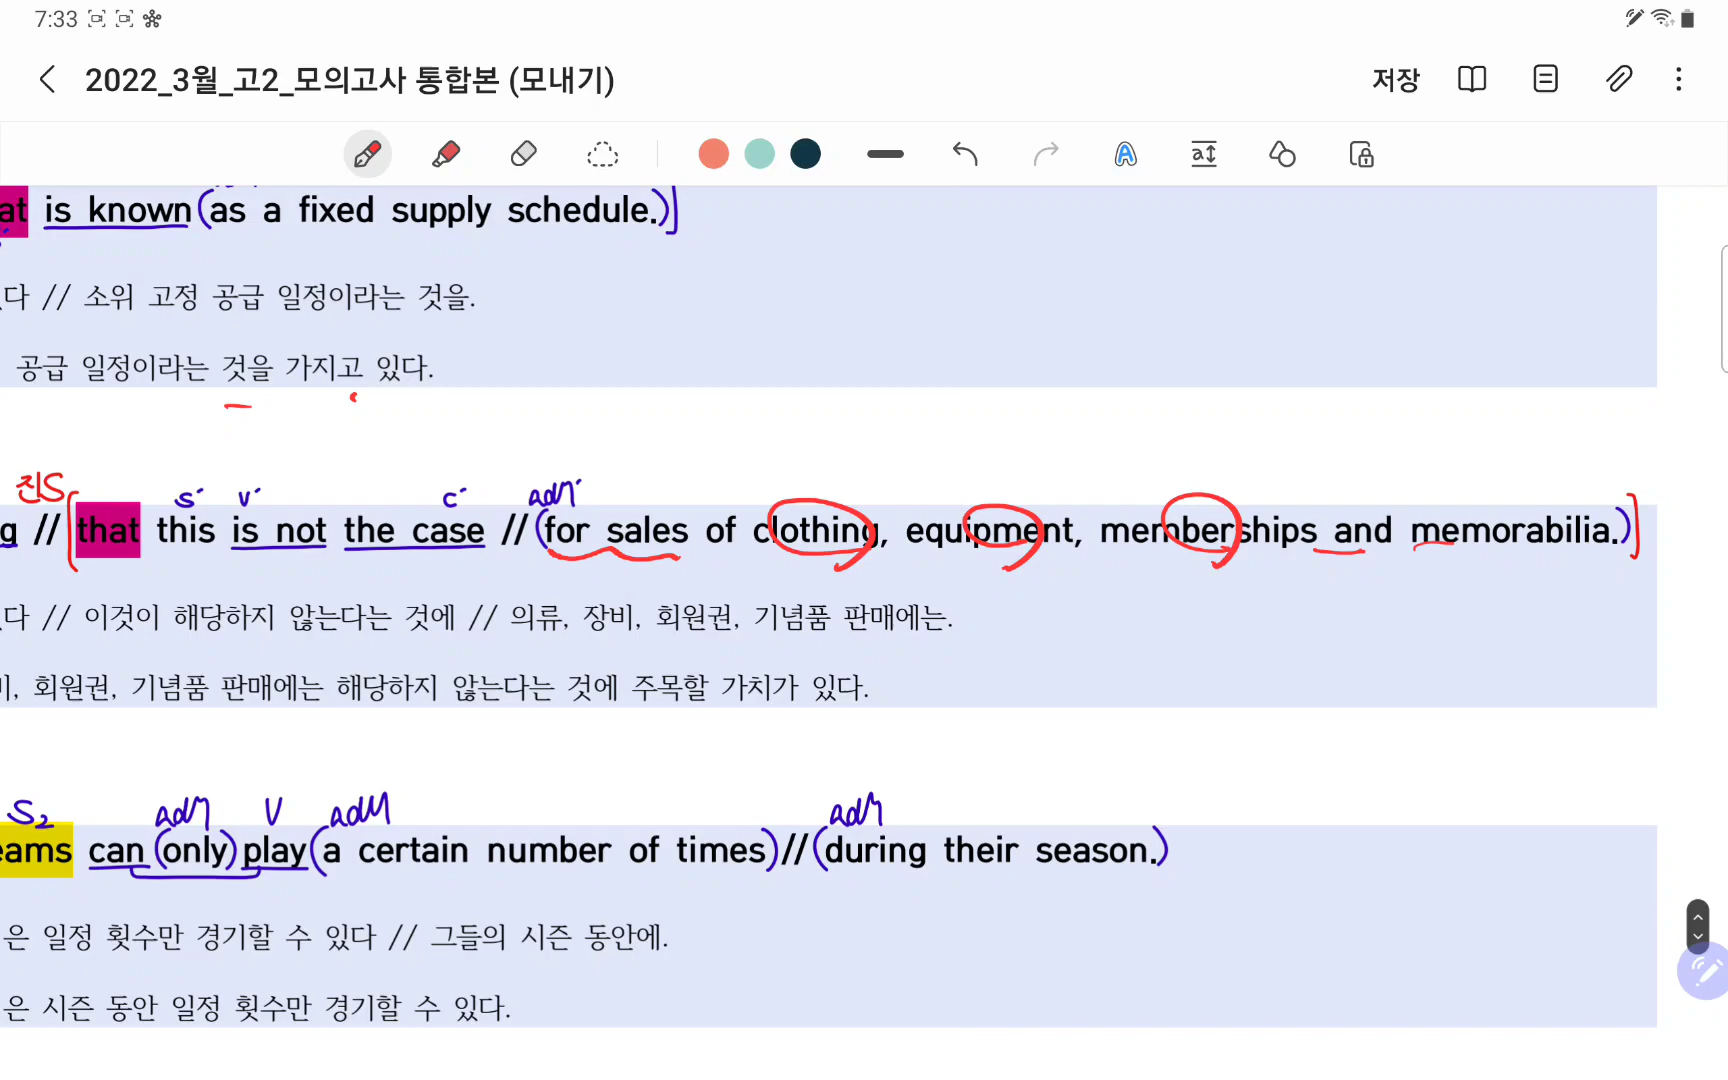 7:33
2022_3월_고2_모의고사 통합본 (모내기)
저장
is known (as a fixed supply schedule.)]
다 // 소위 고정 공급 일정이라는 것을.
공급 일정이라는 것을 가지고 있다.
진S s' v' c' adM'
g // [that this is not the case // (for sales of clothing, equipment, memberships and memorabilia.)]
다 // 이것이 해당하지 않는다는 것에 // 의류, 장비, 회원권, 기념품 판매에는.
회원권, 기념품 판매에는 해당하지 않는다는 것에 주목할 가치가 있다.
S2 adM V adM adM
eams can (only) play (a certain number of times) // (during their season.)
은 일정 횟수만 경기할 수 있다 // 그들의 시즌 동안에.
은 시즌 동안 일정 횟수만 경기할 수 있다.